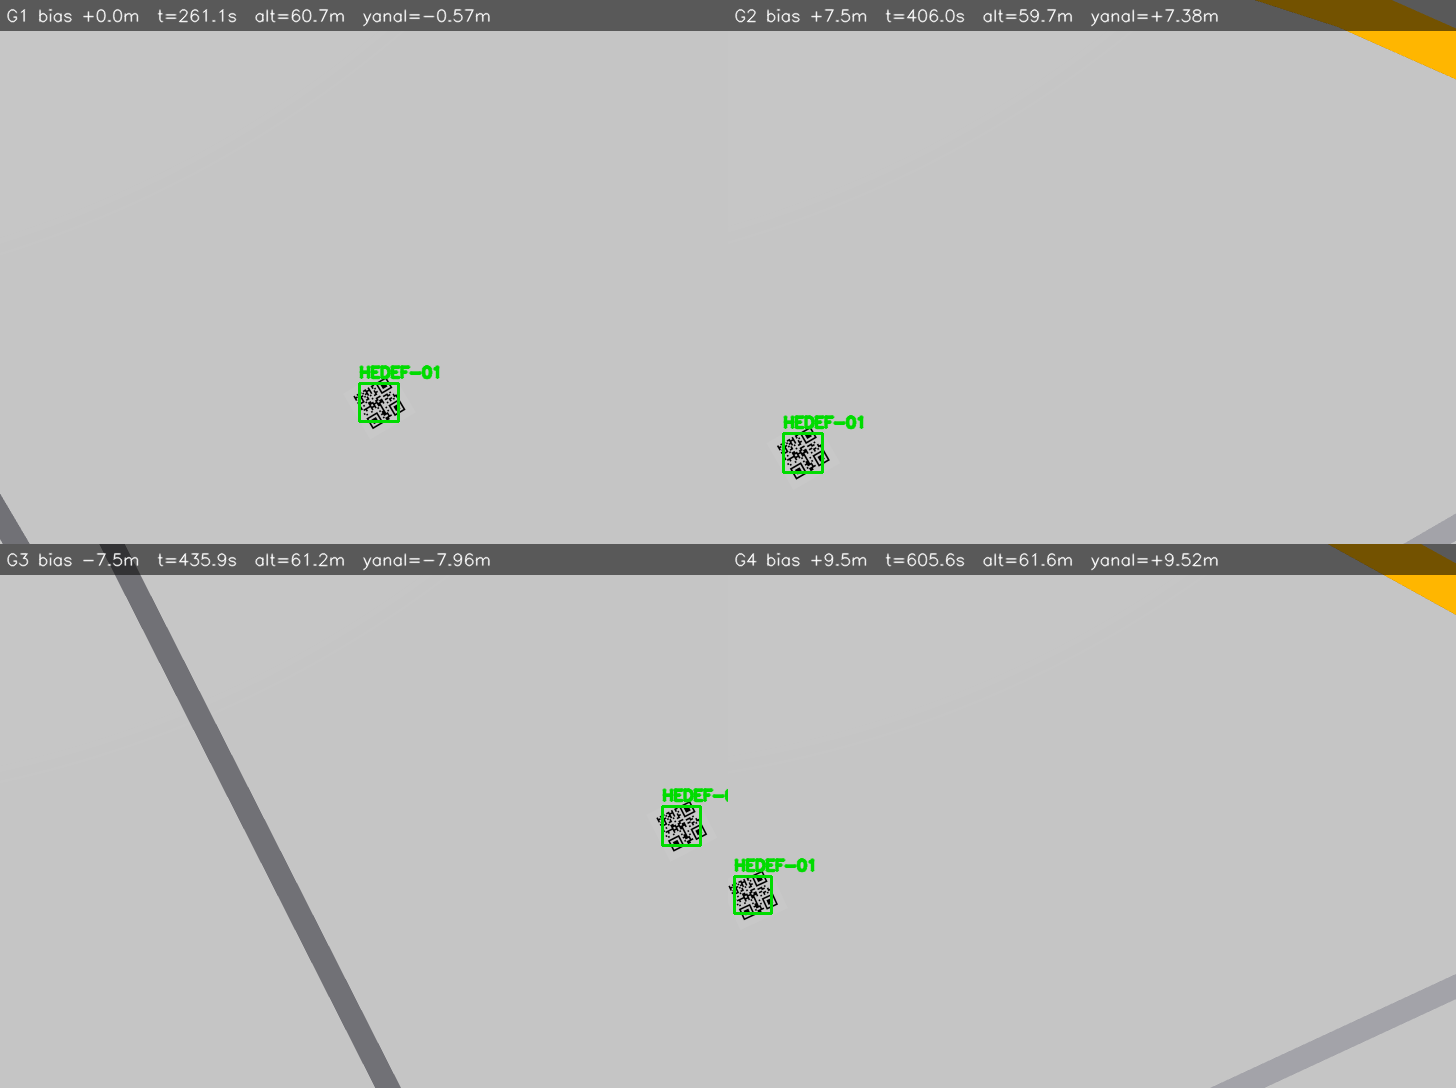 G1 bias +0.0m t=261.1s alt=60.7m yanal=−0.57m
G2 bias +7.5m t=406.0s alt=59.7m yanal=+7.38m
HEDEF-01
HEDEF-01
G3 bias −7.5m t=435.9s alt=61.2m yanal=−7.96m
G4 bias +9.5m t=605.6s alt=61.6m yanal=+9.52m
HEDEF-
HEDEF-01